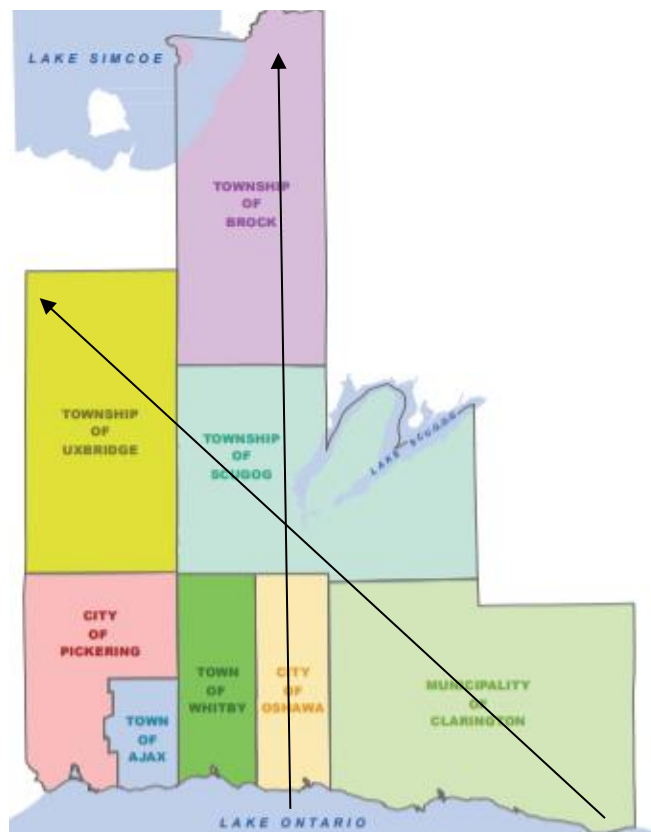 LAKE SIMCOE
TOWNSHIP
OF
BROCK
TOWNSHIP
OF
UXBRIDGE
TOWNSHIP
OF
SCUGOG
LAKE SCUGOG
CITY
OF
PICKERING
TOWN
OF
AJAX
TOWN
OF
WHITBY
CITY
OF
OSHAWA
MUNICIPALITY
OF
CLARINGTON
LAKE ONTARIO